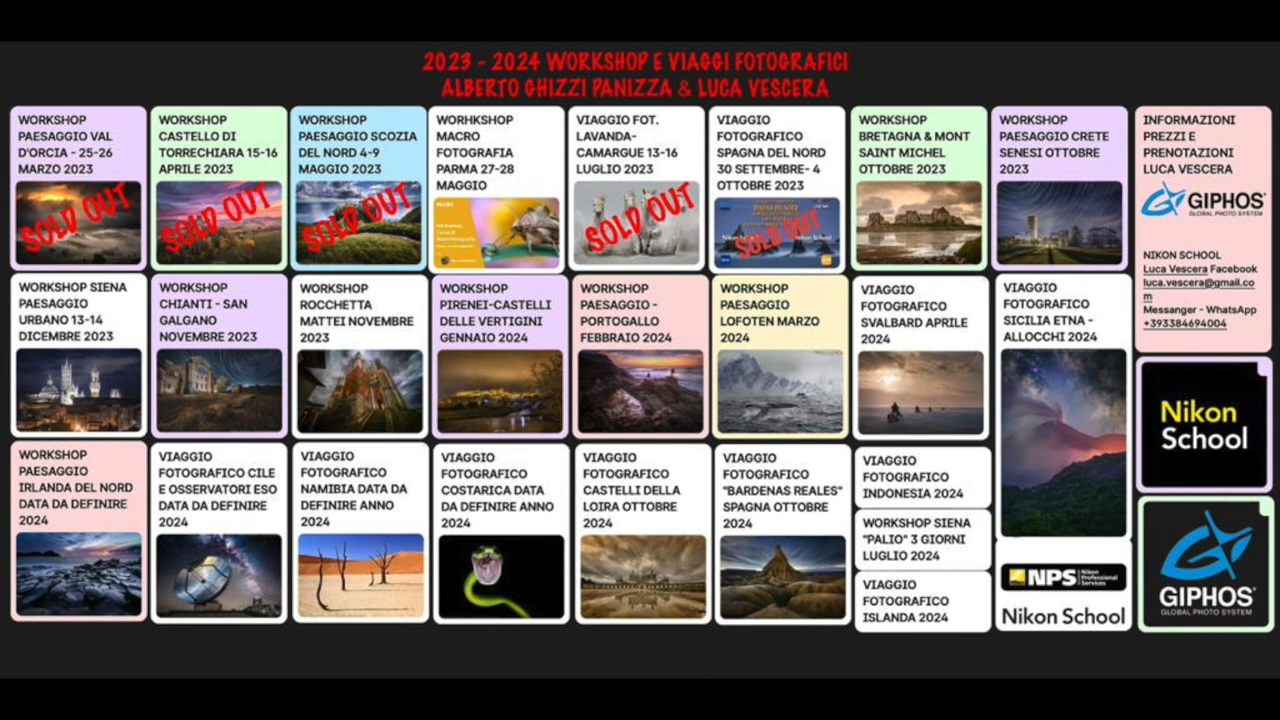 2023 - 2024 WORKSHOP E VIAGGI FOTOGRAFICI
ALBERTO GHIZZI PANIZZA & LUCA VESCERA
WORKSHOP
PAESAGGIO VAL
D'ORCIA - 25-26
MARZO 2023
SOLD OUT
WORKSHOP
CASTELLO DI
TORRECHIARA 15-16
APRILE 2023
SOLD OUT
WORKSHOP
PAESAGGIO SCOZIA
DEL NORD 4-9
MAGGIO 2023
SOLD OUT
WORHKSHOP
MACRO
FOTOGRAFIA
PARMA 27-28
MAGGIO
VIAGGIO FOT.
LAVANDA-
CAMARGUE 13-16
LUGLIO 2023
SOLD OUT
VIAGGIO
FOTOGRAFICO
SPAGNA DEL NORD
30 SETTEMBRE- 4
OTTOBRE 2023
SOLD OUT
WORKSHOP
BRETAGNA & MONT
SAINT MICHEL
OTTOBRE 2023
WORKSHOP
PAESAGGIO CRETE
SENESI OTTOBRE
2023
INFORMAZIONI
PREZZI E
PRENOTAZIONI
LUCA VESCERA
GIPHOS
GLOBAL PHOTO SYSTEM
NIKON SCHOOL
Luca Vescera Facebook
luca.vescera@gmail.co
m
Messanger - WhatsApp
+393384694004
WORKSHOP SIENA
PAESAGGIO
URBANO 13-14
DICEMBRE 2023
WORKSHOP
CHIANTI - SAN
GALGANO
NOVEMBRE 2023
WORKSHOP
ROCCHETTA
MATTEI NOVEMBRE
2023
WORKSHOP
PIRENEI-CASTELLI
DELLE VERTIGINI
GENNAIO 2024
WORKSHOP
PAESAGGIO -
PORTOGALLO
FEBBRAIO 2024
WORKSHOP
PAESAGGIO
LOFOTEN MARZO
2024
VIAGGIO
FOTOGRAFICO
SVALBARD APRILE
2024
VIAGGIO
FOTOGRAFICO
SICILIA ETNA -
ALLOCCHI 2024
Nikon
School
WORKSHOP
PAESAGGIO
IRLANDA DEL NORD
DATA DA DEFINIRE
2024
VIAGGIO
FOTOGRAFICO CILE
E OSSERVATORI ESO
DATA DA DEFINIRE
2024
VIAGGIO
FOTOGRAFICO
NAMIBIA DATA DA
DEFINIRE ANNO
2024
VIAGGIO
FOTOGRAFICO
COSTARICA DATA
DA DEFINIRE ANNO
2024
VIAGGIO
FOTOGRAFICO
CASTELLI DELLA
LOIRA OTTOBRE
2024
VIAGGIO
FOTOGRAFICO
"BARDENAS REALES"
SPAGNA OTTOBRE
2024
VIAGGIO
FOTOGRAFICO
INDONESIA 2024
WORKSHOP SIENA
"PALIO" 3 GIORNI
LUGLIO 2024
VIAGGIO
FOTOGRAFICO
ISLANDA 2024
NPS
Nikon
Professional
Services
Nikon School
GIPHOS
GLOBAL PHOTO SYSTEM